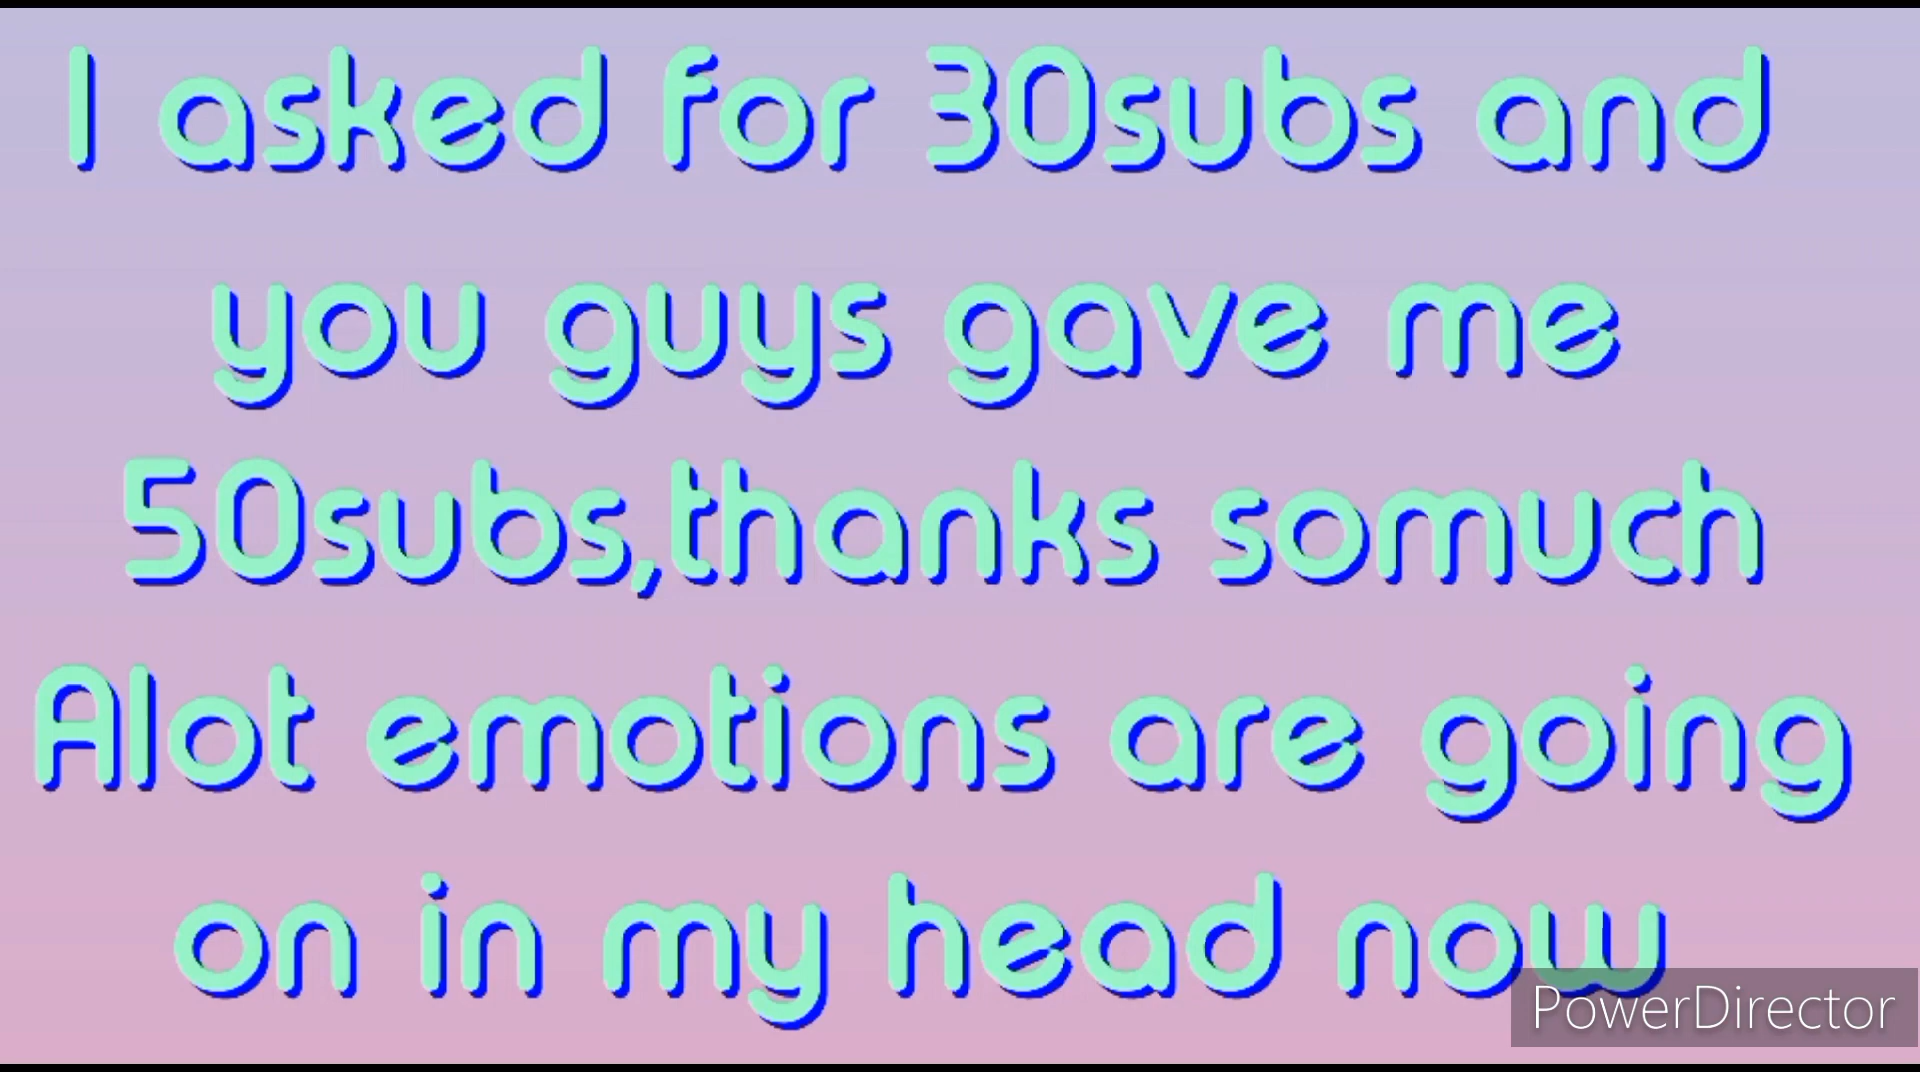 I asked for 30subs and
you guys gave me
50subs,thanks somuch
Alot emotions are going
on in my head now
PowerDirector